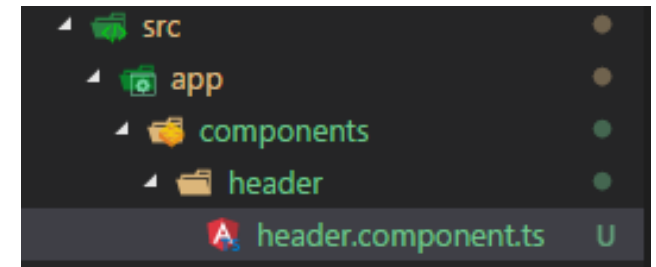 src
app
components
header
header.component.ts U